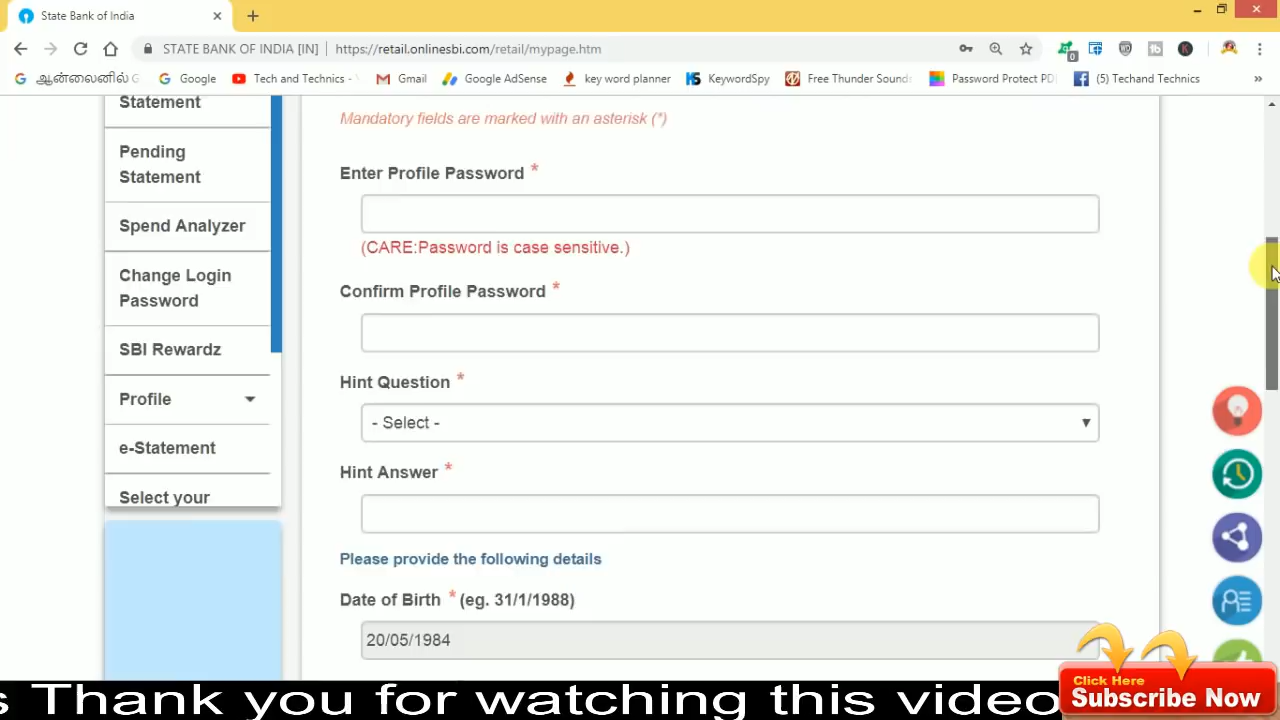 State Bank of India
STATE BANK OF INDIA [IN] https://retail.onlinesbi.com/retail/mypage.htm
0
ஆன்லைனில் G Google Tech and Technics - Gmail Google AdSense key word planner KS KeywordSpy Free Thunder Sound Password Protect PD (5) Techand Technics »
Statement
Pending
Statement
Spend Analyzer
Change Login
Password
SBI Rewardz
Profile
e-Statement
Select your
Mandatory fields are marked with an asterisk (*)
Enter Profile Password *
(CARE:Password is case sensitive.)
Confirm Profile Password *
Hint Question *
- Select -
Hint Answer *
Please provide the following details
Date of Birth * (eg. 31/1/1988)
20/05/1984
s Thank you for watching this video
Click Here
Subscribe Now